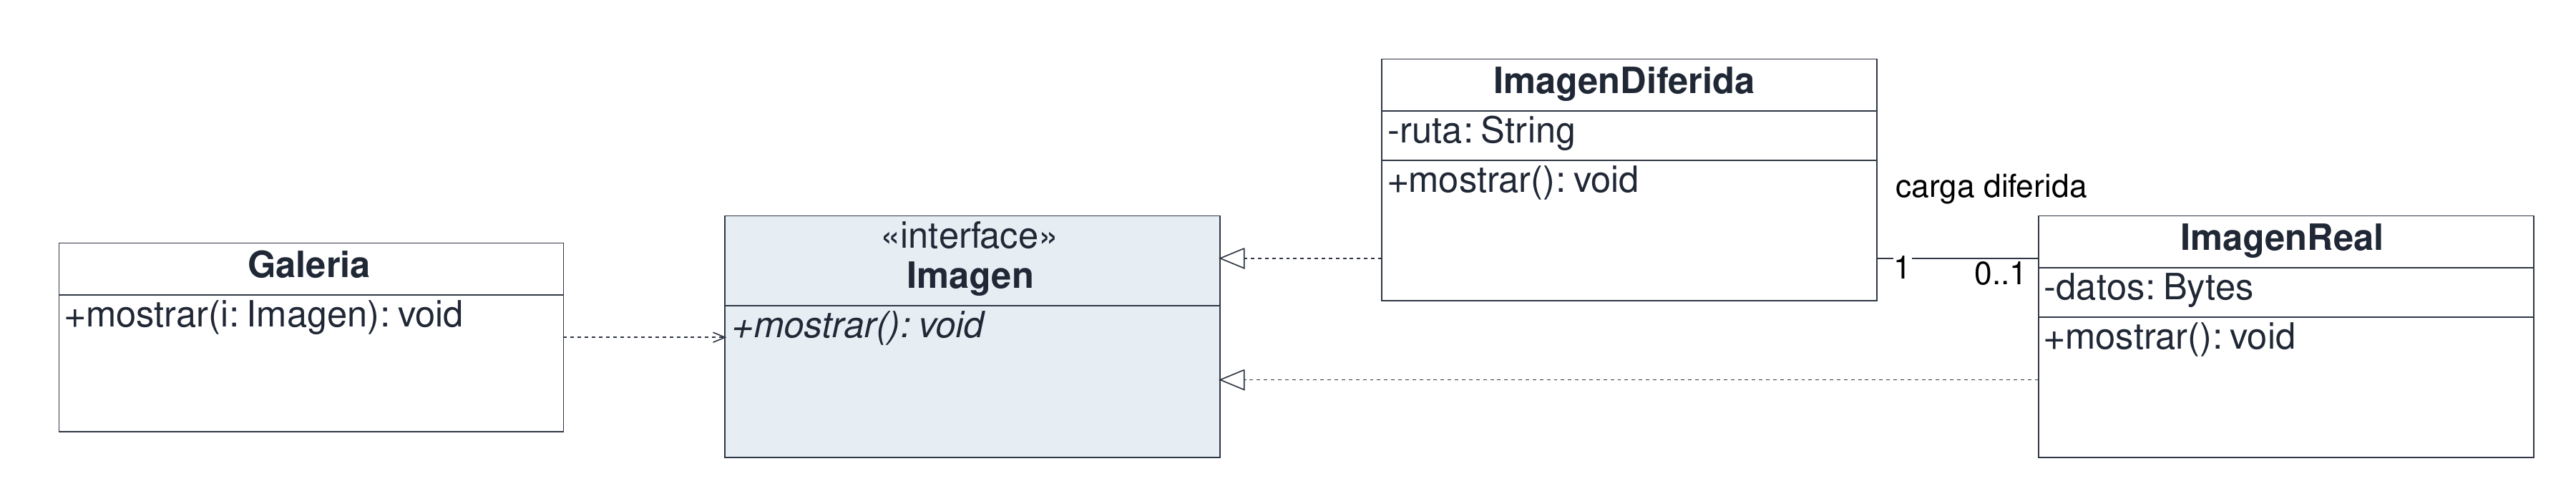 Galeria
+mostrar(i: Imagen): void
«interface»
Imagen
+mostrar(): void
ImagenDiferida
-ruta: String
+mostrar(): void
carga diferida
1
0..1
ImagenReal
-datos: Bytes
+mostrar(): void